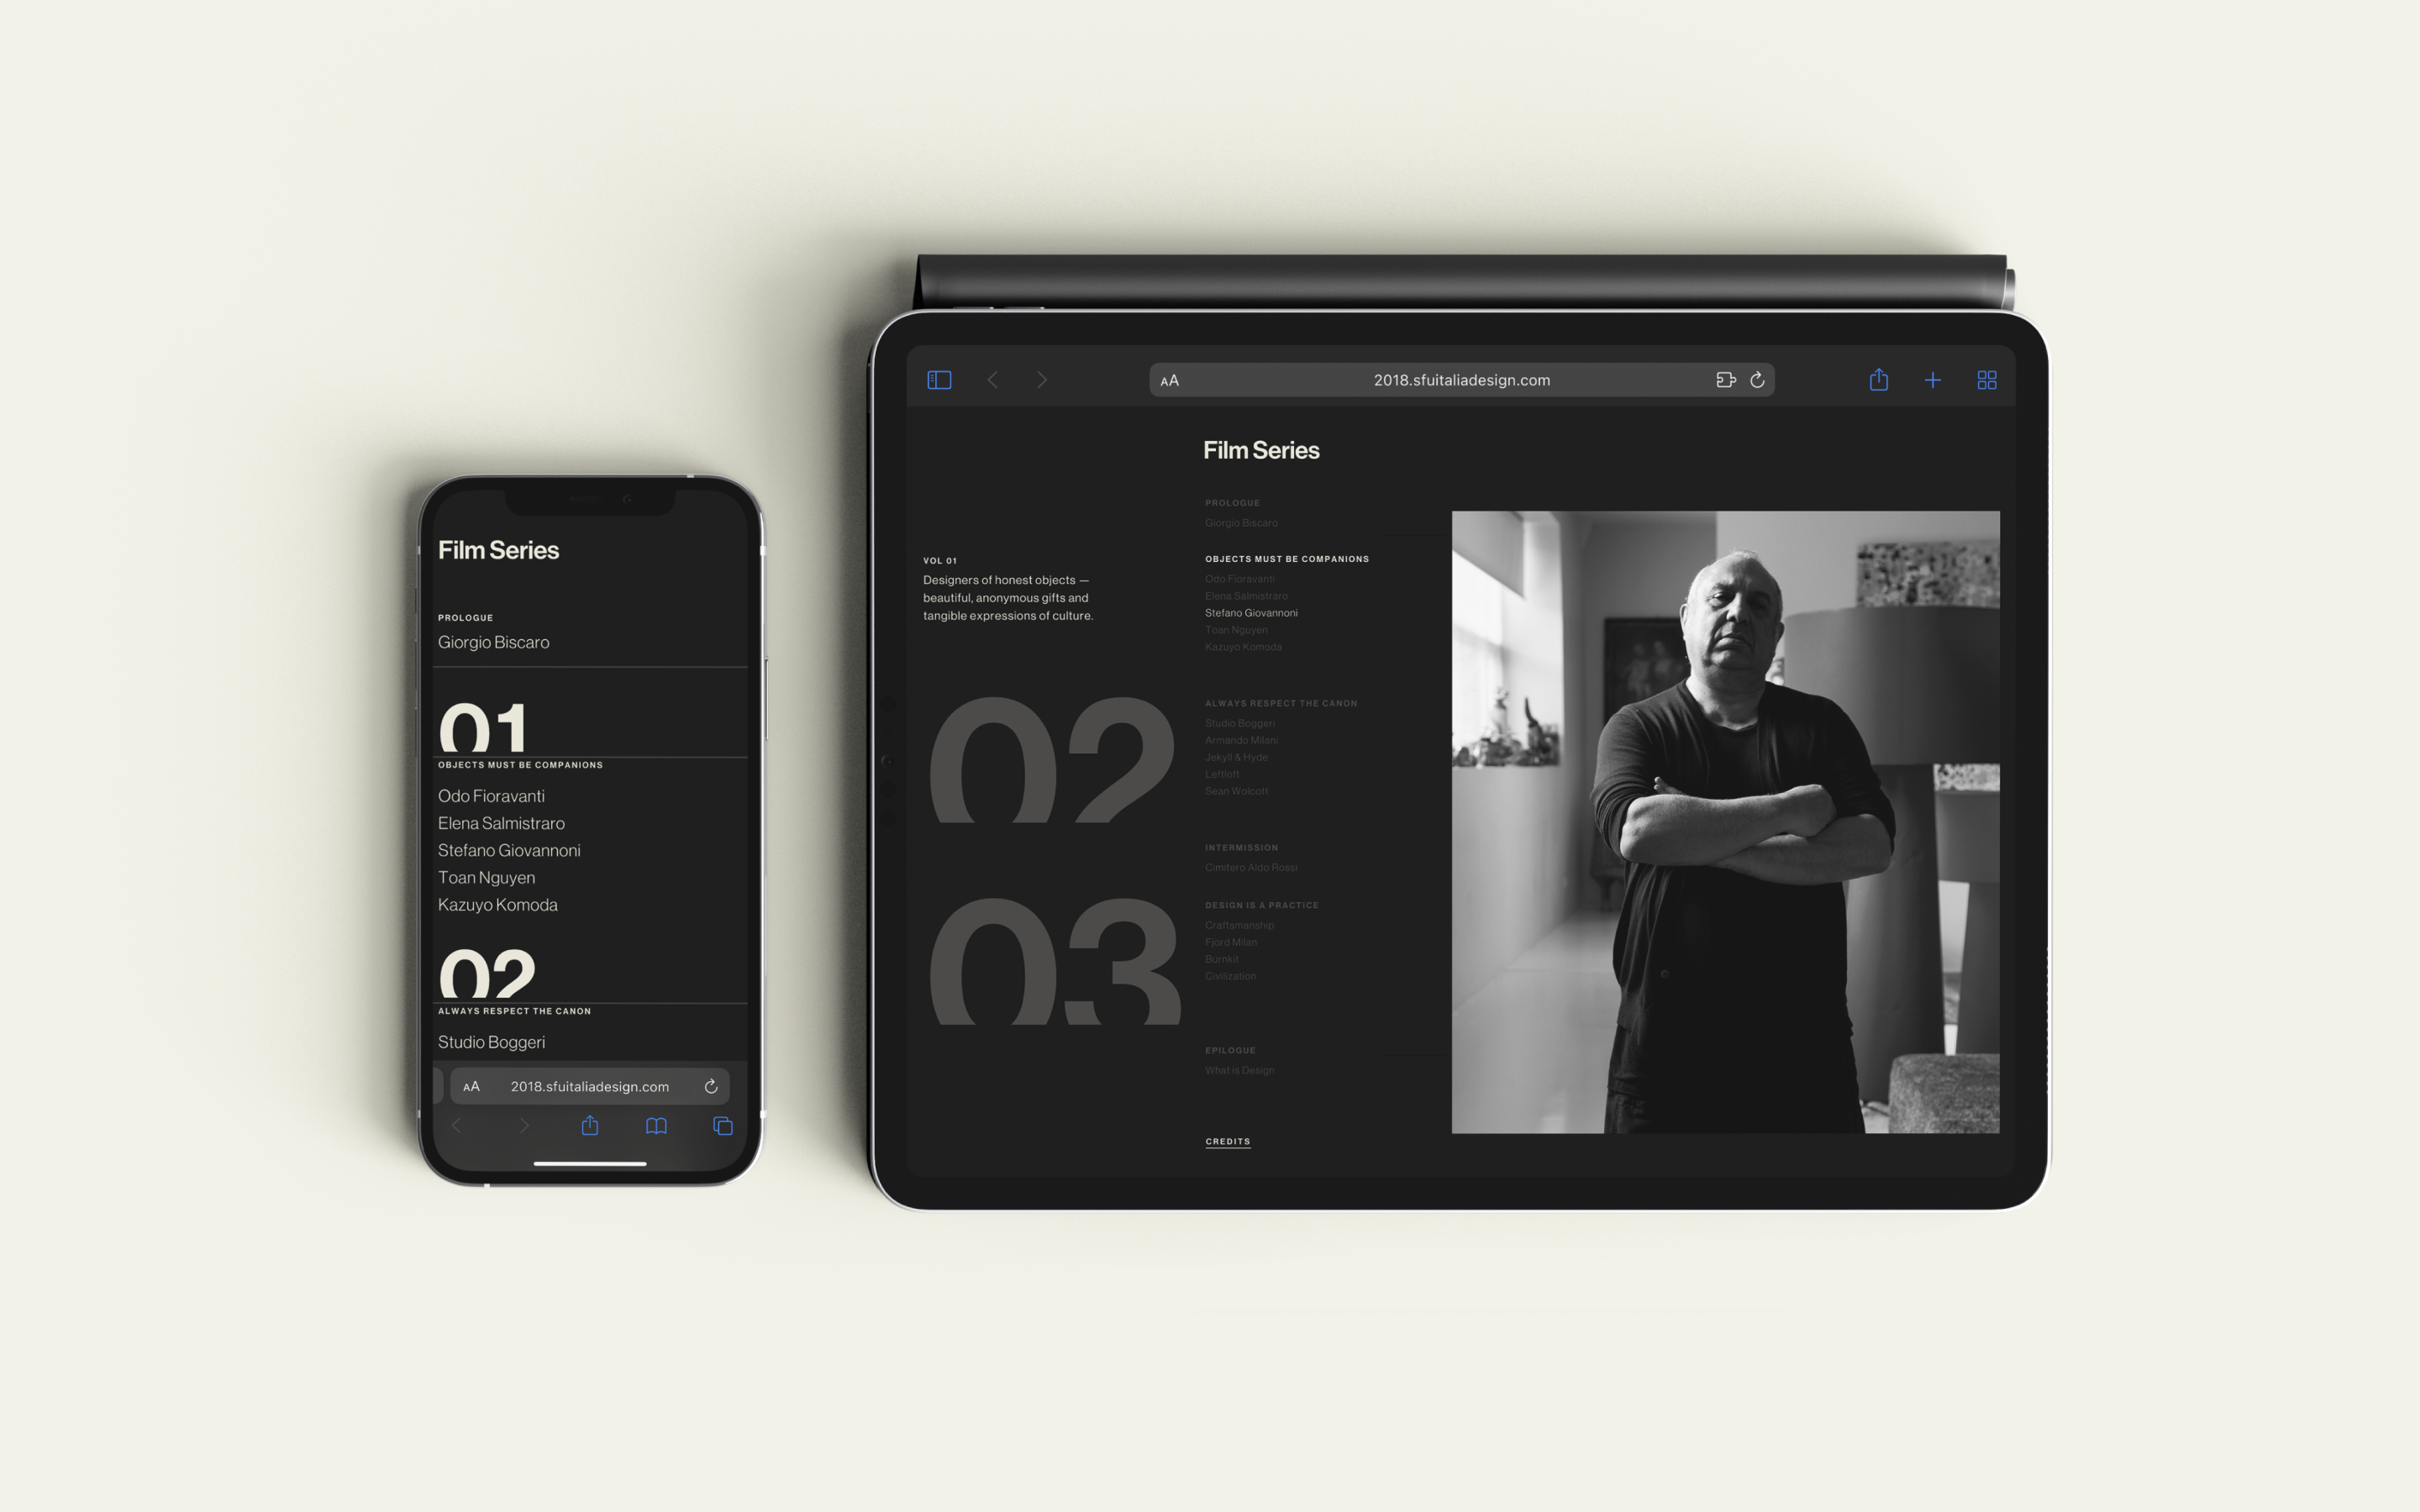 Film Series
PROLOGUE
Giorgio Biscaro
01
OBJECTS MUST BE COMPANIONS
Odo Fioravanti
Elena Salmistraro
Stefano Giovannoni
Toan Nguyen
Kazuyo Komoda
02
ALWAYS RESPECT THE CANON
Studio Boggeri
AA 2018.sfuitaliadesign.com
AA 2018.sfuitaliadesign.com
Film Series
VOL 01
Designers of honest objects —
beautiful, anonymous gifts and
tangible expressions of culture.
02
03
PROLOGUE
Giorgio Biscaro
OBJECTS MUST BE COMPANIONS
Odo Fioravanti
Elena Salmistraro
Stefano Giovannoni
Toan Nguyen
Kazuyo Komoda
ALWAYS RESPECT THE CANON
Studio Boggeri
Armando Milani
Jekyll & Hyde
Leftloft
Sean Wolcott
INTERMISSION
Cimitero Aldo Rossi
DESIGN IS A PRACTICE
Craftsmanship
Fjord Milan
Burnkit
Civilization
EPILOGUE
What is Design
CREDITS